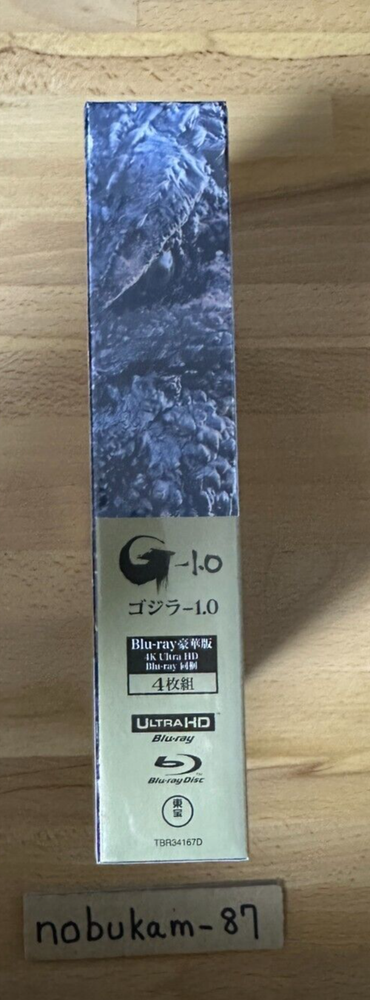 G-1.0
ゴジラ-1.0
Blu-ray豪華版
4K Ultra HD
Blu-ray 同梱
4枚組
ULTRA HD
Blu-ray
Blu-ray Disc™
東宝
TBR34167D
nobukam-87